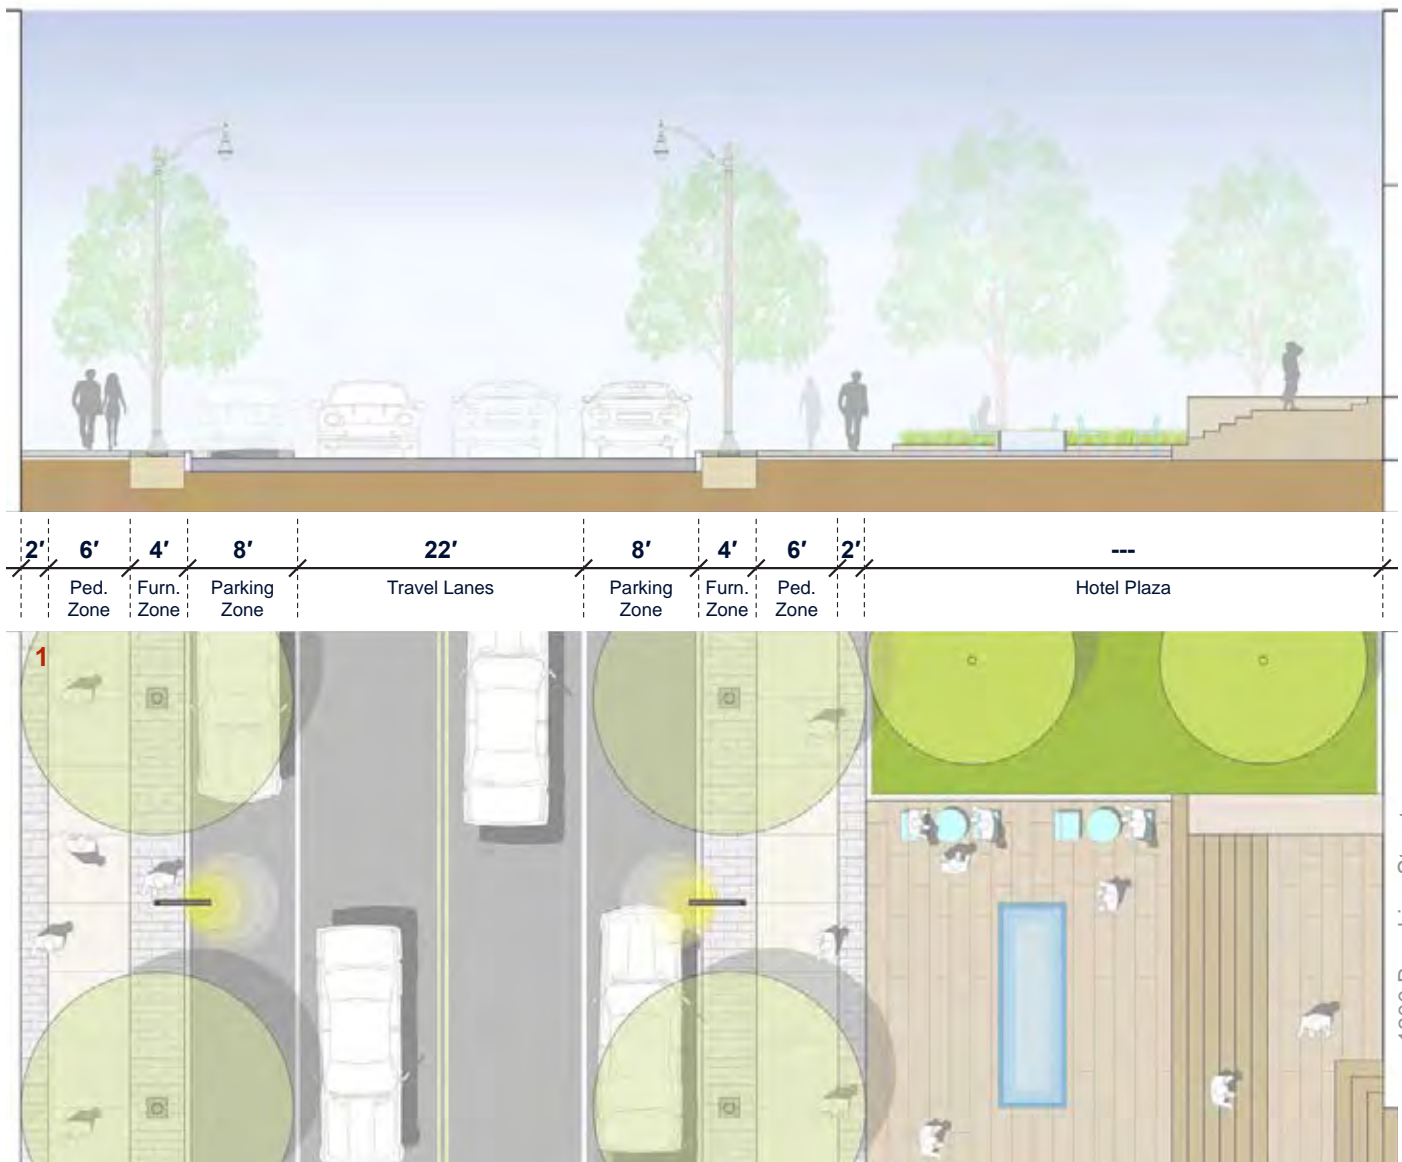 2′ 6′ 4′ 8′ 22′ 8′ 4′ 6′ 2′ ---
Ped. Furn. Parking Travel Lanes Parking Furn. Ped. Hotel Plaza
Zone Zone Zone Zone Zone Zone
1